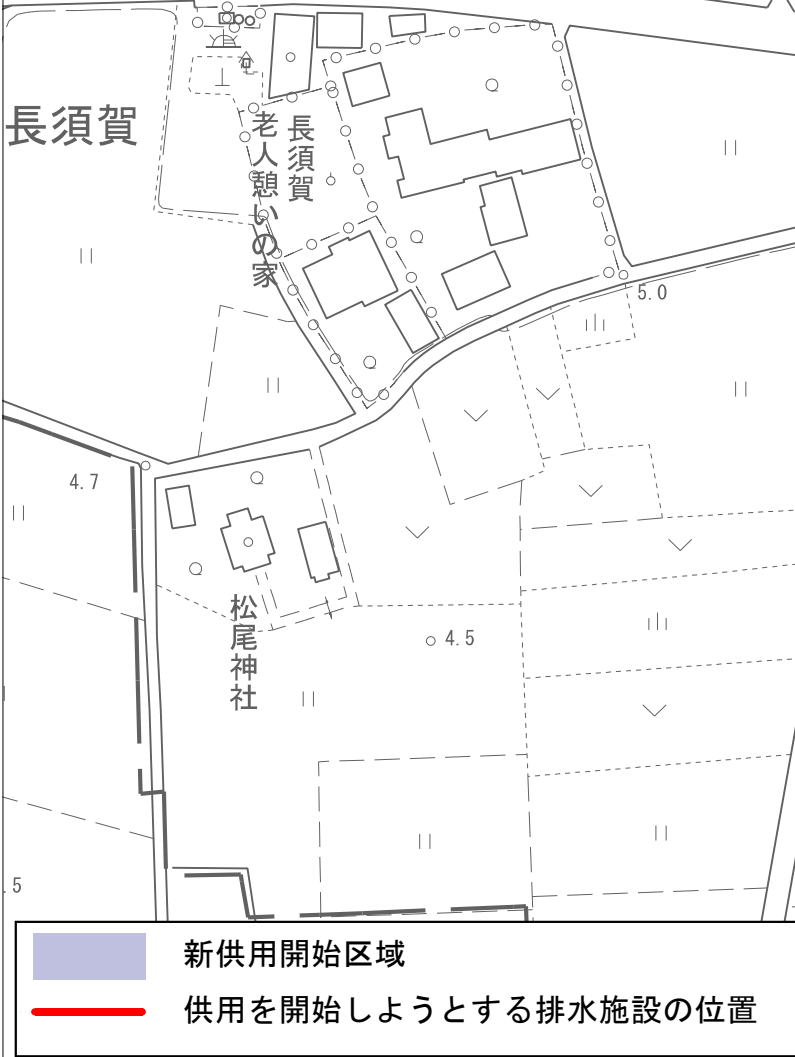 長須賀
長須賀
老人憩いの家
5.0
4.7
松尾神社
4.5
.5
新供用開始区域
供用を開始しようとする排水施設の位置